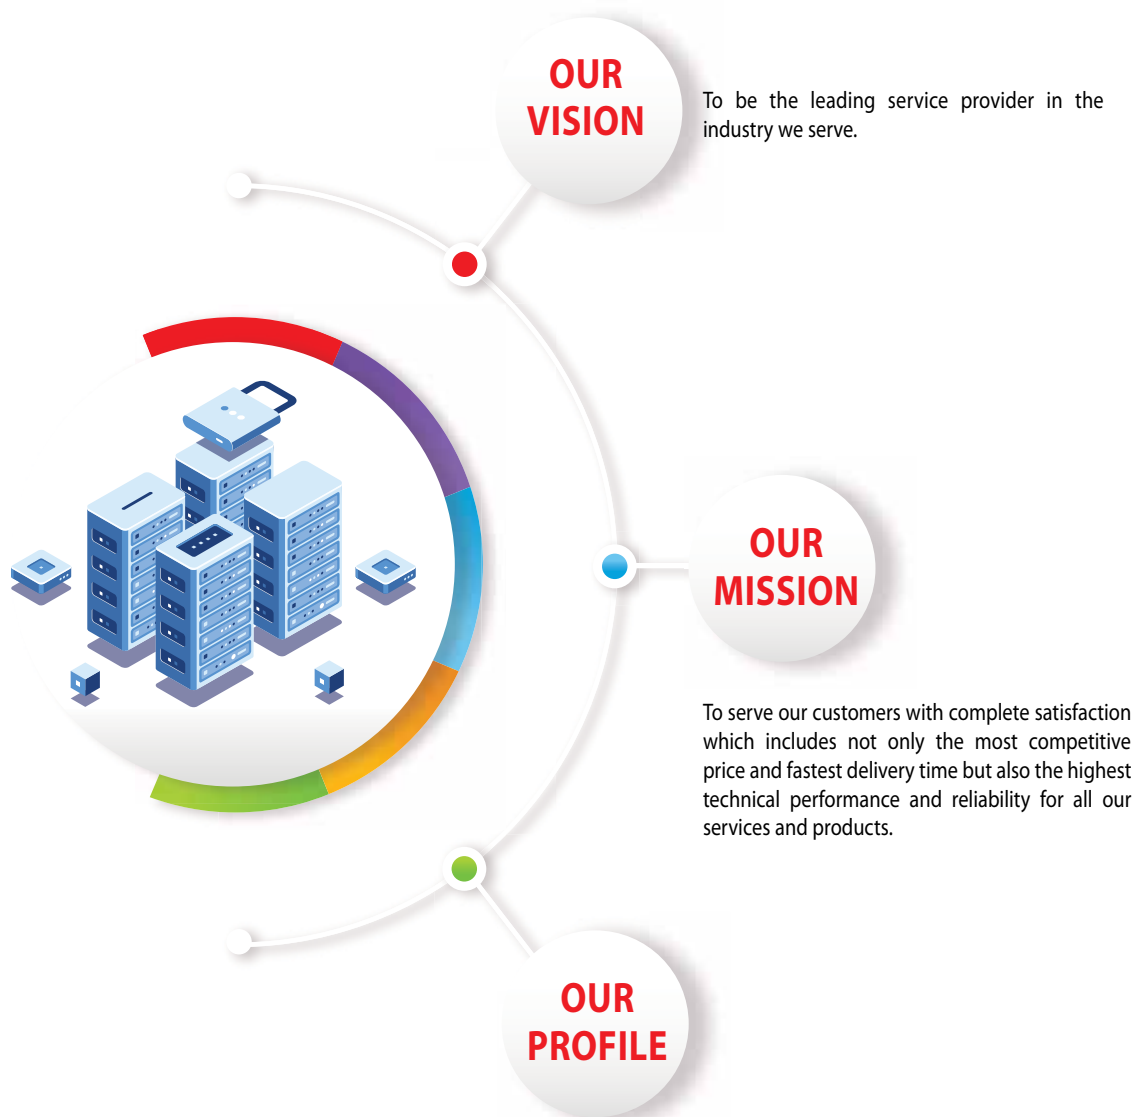 OUR
VISION
To be the leading service provider in the
industry we serve.
OUR
MISSION
To serve our customers with complete satisfaction
which includes not only the most competitive
price and fastest delivery time but also the highest
technical performance and reliability for all our
services and products.
OUR
PROFILE